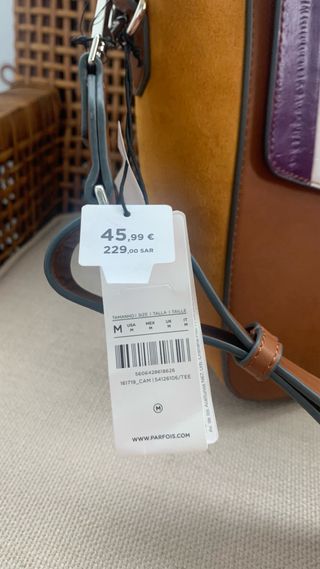 45,99 €
229,00 SAR
TAMANHO | SIZE | TALLA | TAILLE
M USA M MEX M UK M IT M
5606428618626
161719_CAM | S4126106/TEE
M
WWW.PARFOIS.COM